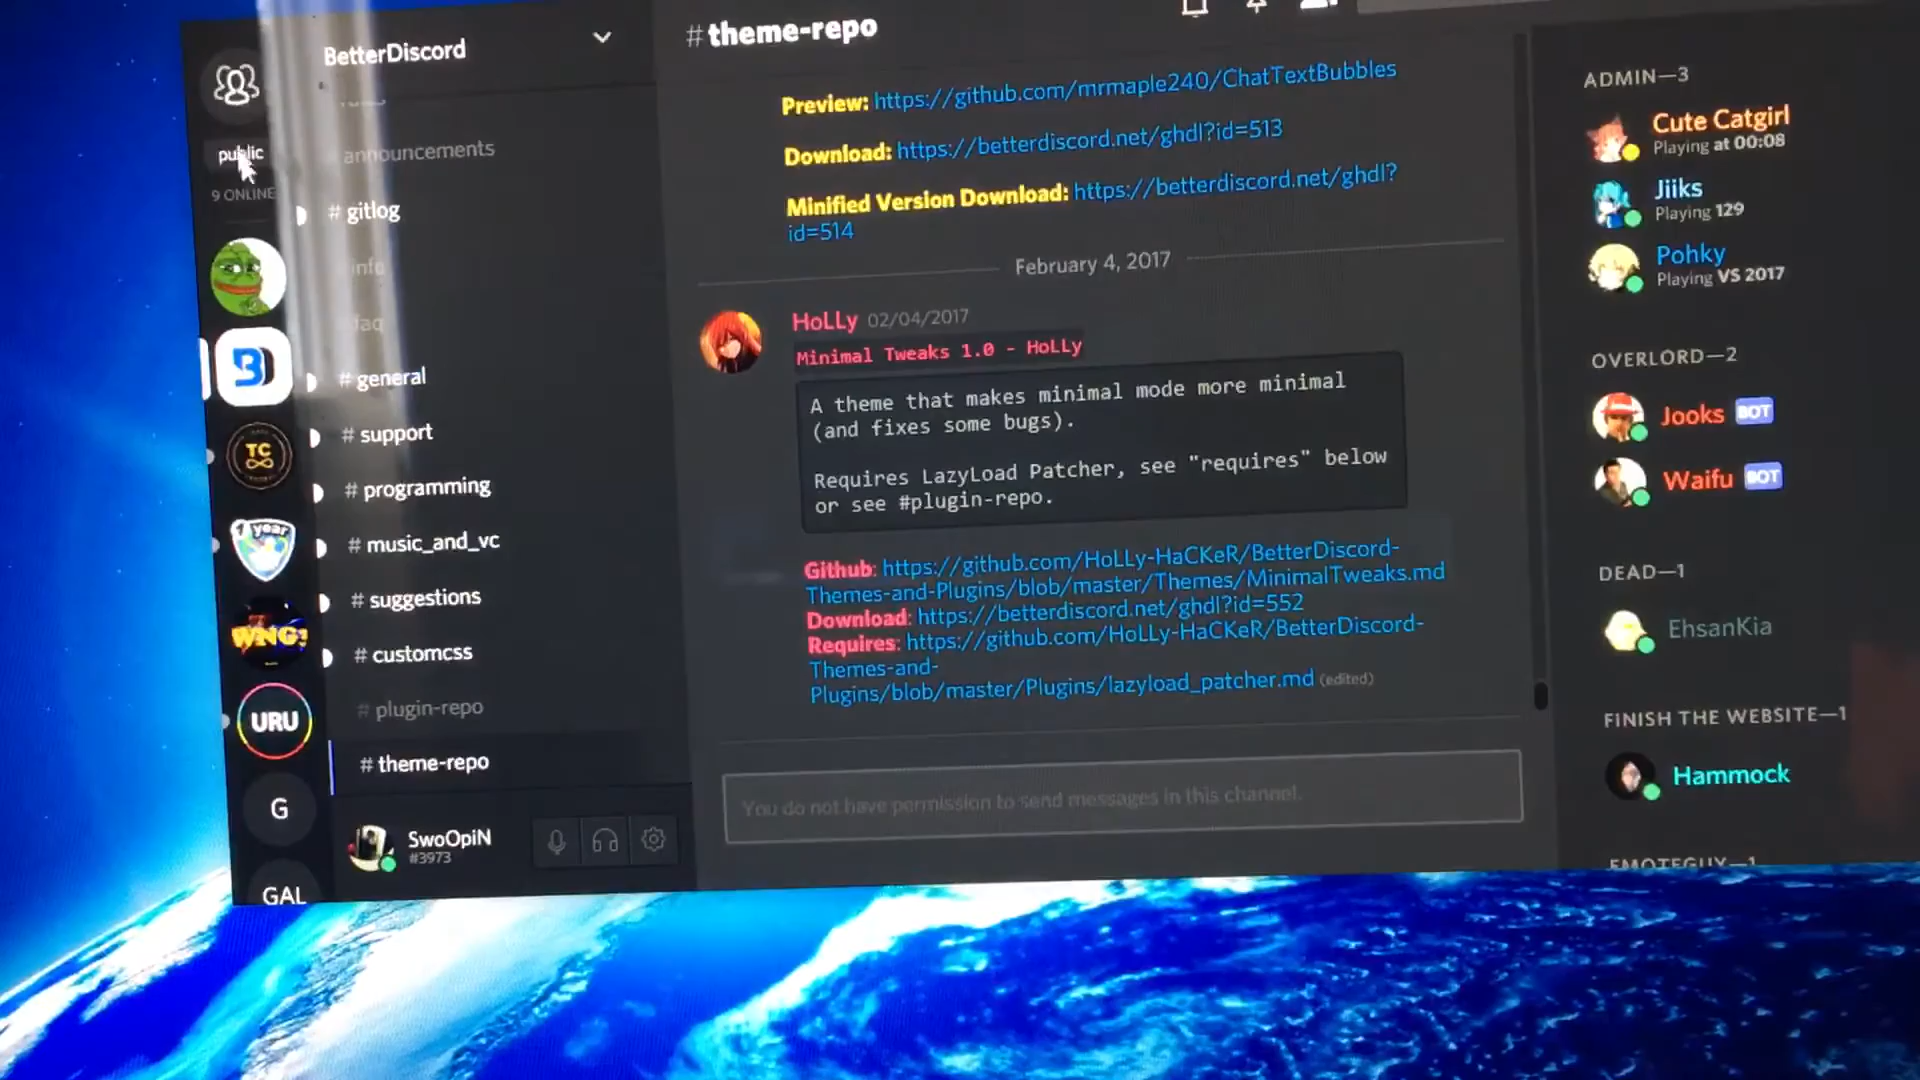 BetterDiscord
public
9 ONLINE
announcements
# gitlog
info
faq
# general
# support
# programming
# music_and_vc
# suggestions
# customcss
# plugin-repo
# theme-repo
TC
1 year
WNG!
URU
G
GAL
SwoOpiN
#3973
# theme-repo
Preview: https://github.com/mrmaple240/ChatTextBubbles
Download: https://betterdiscord.net/ghdl?id=513
Minified Version Download: https://betterdiscord.net/ghdl?
id=514
February 4, 2017
HoLLy 02/04/2017
Minimal Tweaks 1.0 - HoLLy
A theme that makes minimal mode more minimal
(and fixes some bugs).
Requires LazyLoad Patcher, see "requires" below
or see #plugin-repo.
Github: https://github.com/HoLLy-HaCKeR/BetterDiscord-
Themes-and-Plugins/blob/master/Themes/MinimalTweaks.md
Download: https://betterdiscord.net/ghdl?id=552
Requires: https://github.com/HoLLy-HaCKeR/BetterDiscord-
Themes-and-
Plugins/blob/master/Plugins/lazyload_patcher.md (edited)
You do not have permission to send messages in this channel.
ADMIN—3
Cute Catgirl
Playing at 00:08
Jiiks
Playing 129
Pohky
Playing VS 2017
OVERLORD—2
Jooks BOT
Waifu BOT
DEAD—1
EhsanKia
FINISH THE WEBSITE—1
Hammock
EMOTEGUY—1